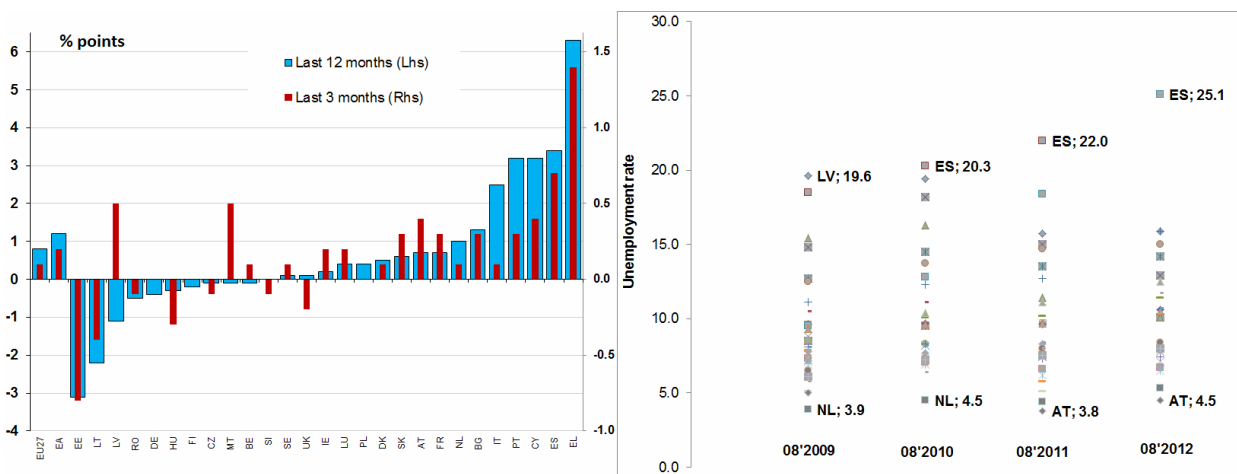 % points
Last 12 months (Lhs)
Last 3 months (Rhs)
6
5
4
3
2
1
0
-1
-2
-3
-4
1.5
1.0
0.5
0.0
-0.5
-1.0
EU27 EA EE LT LV RO DE HU FI CZ MT BE SI SE UK IE LU PL DK SK AT FR NL BG IT PT CY ES EL
Unemployment rate
30.0
25.0
20.0
15.0
10.0
5.0
0.0
LV; 19.6
NL; 3.9
ES; 20.3
NL; 4.5
ES; 22.0
AT; 3.8
ES; 25.1
AT; 4.5
08'2009 08'2010 08'2011 08'2012